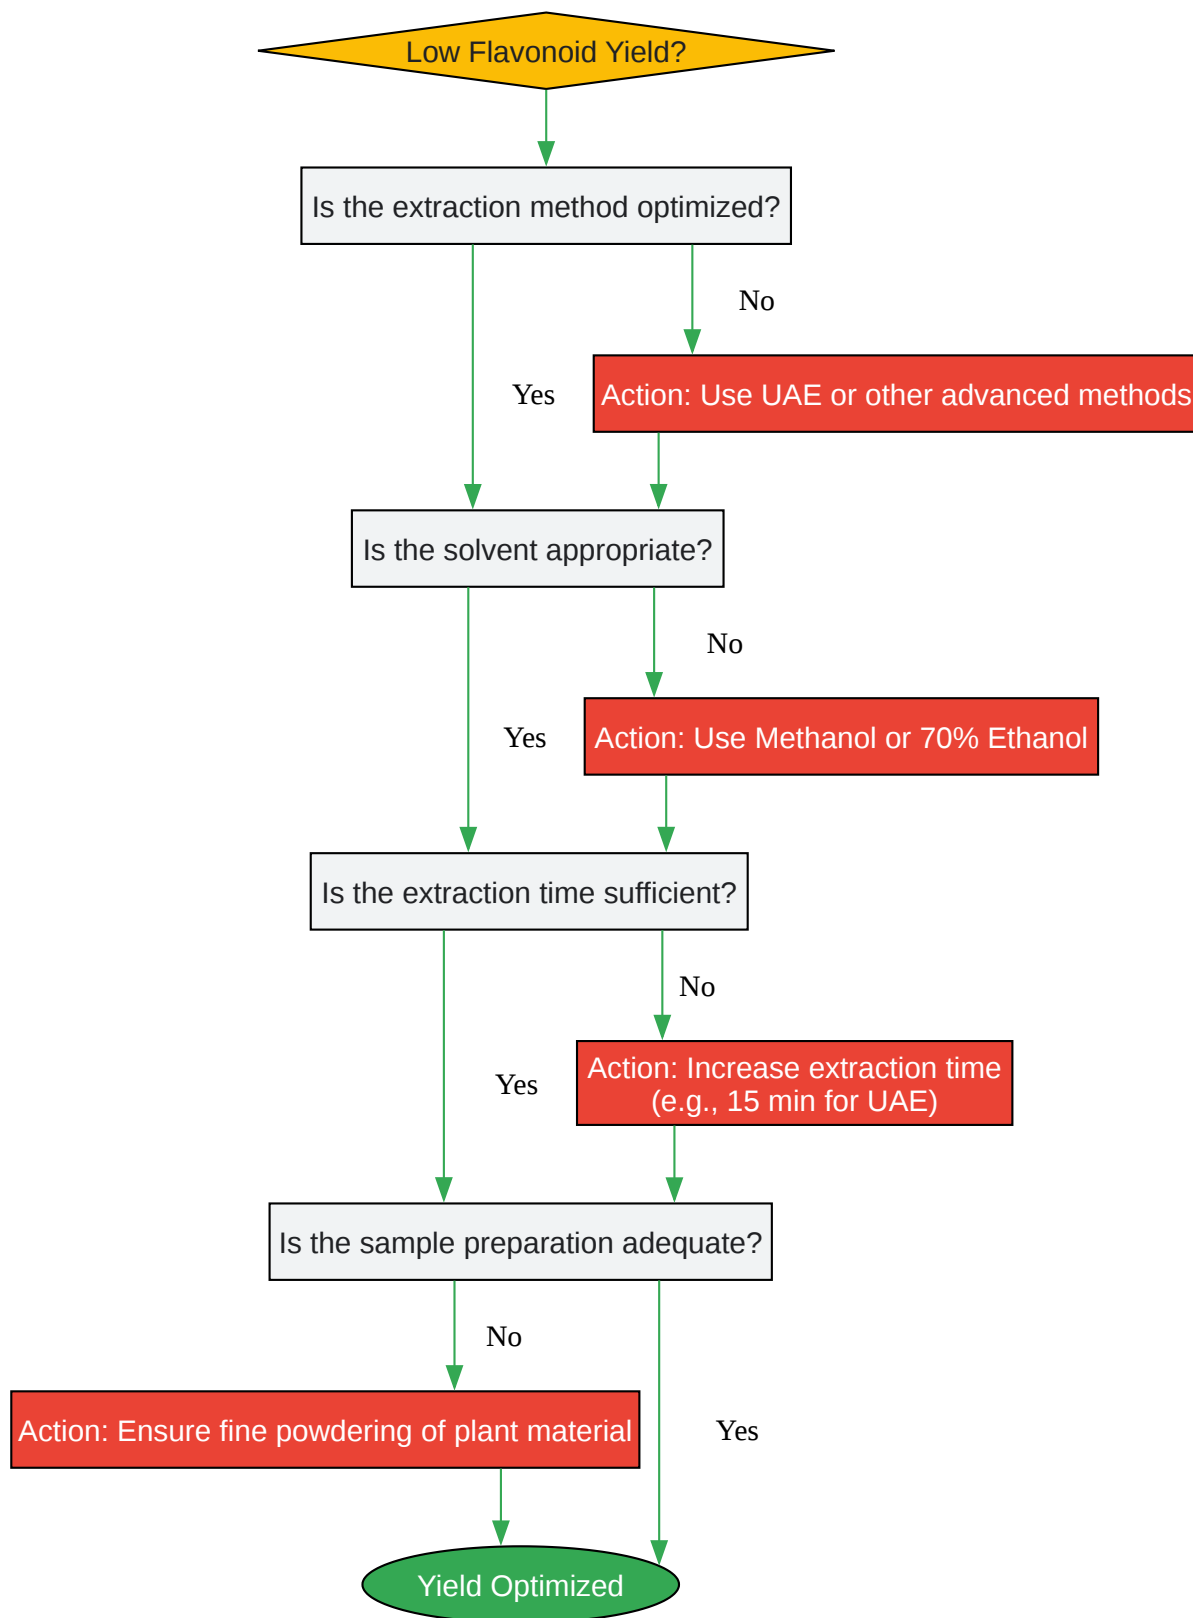 Low Flavonoid Yield?
Is the extraction method optimized?
No
Yes
Action: Use UAE or other advanced methods
Is the solvent appropriate?
No
Yes
Action: Use Methanol or 70% Ethanol
Is the extraction time sufficient?
No
Yes
Action: Increase extraction time
(e.g., 15 min for UAE)
Is the sample preparation adequate?
No
Action: Ensure fine powdering of plant material
Yes
Yield Optimized